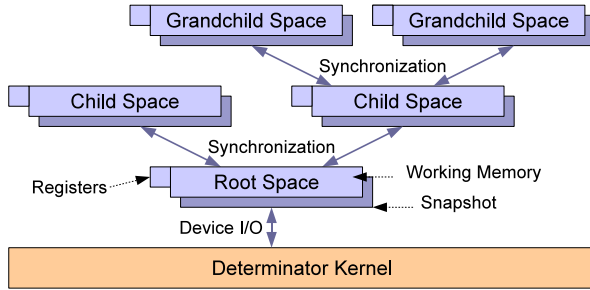 Grandchild Space
Grandchild Space
Synchronization
Child Space
Child Space
Synchronization
Registers
Root Space
Working Memory
Snapshot
Device I/O
Determinator Kernel